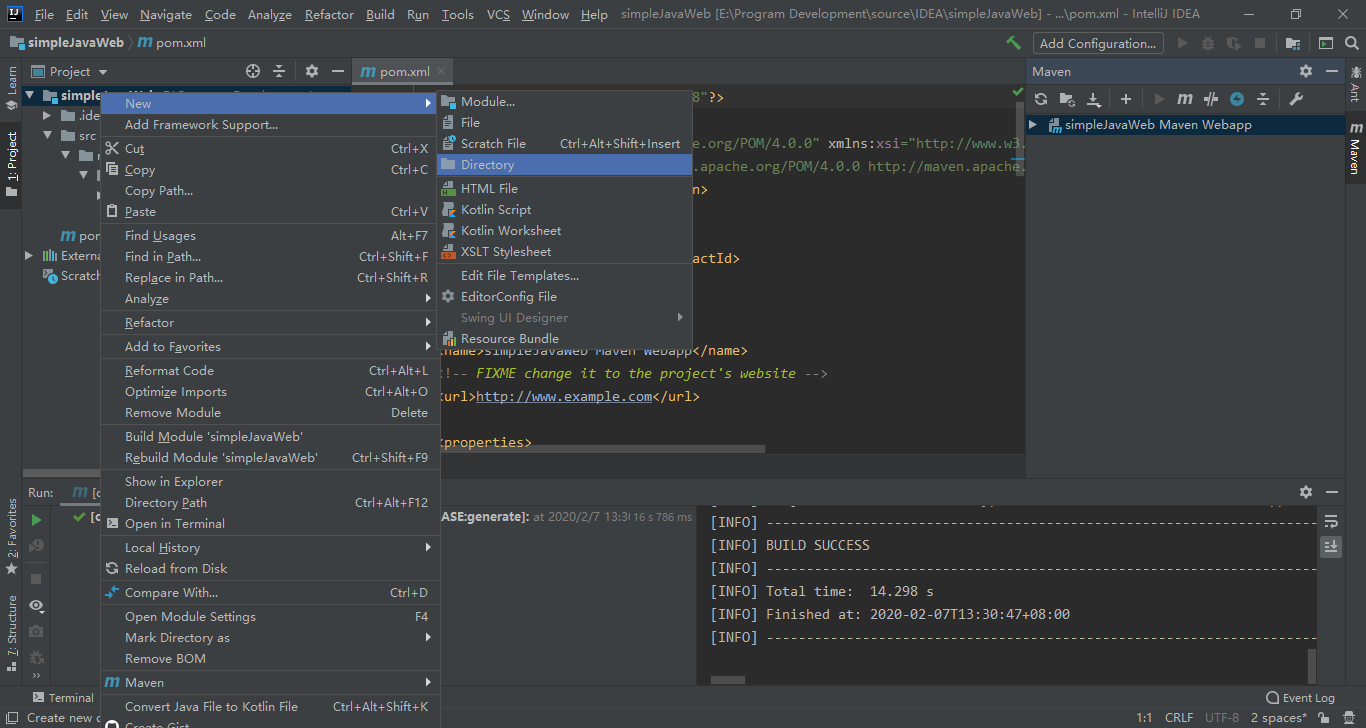 File Edit View Navigate Code Analyze Refactor Build Run Tools VCS Window Help simpleJavaWeb [E:\Program Development\source\IDEA\simpleJavaWeb] - ...\pom.xml - IntelliJ IDEA
simpleJavaWeb pom.xml Add Configuration...
Learn
1: Project
2: Favorites
7: Structure
Project
pom.xml
.ide
src
pom
Externa
Scratch
New
Add Framework Support...
Cut Ctrl+X
Copy Ctrl+C
Copy Path...
Paste Ctrl+V
Find Usages Alt+F7
Find in Path... Ctrl+Shift+F
Replace in Path... Ctrl+Shift+R
Analyze
Refactor
Add to Favorites
Reformat Code Ctrl+Alt+L
Optimize Imports Ctrl+Alt+O
Remove Module Delete
Build Module 'simpleJavaWeb'
Rebuild Module 'simpleJavaWeb' Ctrl+Shift+F9
Show in Explorer
Directory Path Ctrl+Alt+F12
Open in Terminal
Local History
Reload from Disk
Compare With... Ctrl+D
Open Module Settings F4
Mark Directory as
Remove BOM
Maven
Convert Java File to Kotlin File Ctrl+Alt+Shift+K
Create Gist
Module...
File
Scratch File Ctrl+Alt+Shift+Insert
Directory
HTML File
Kotlin Script
Kotlin Worksheet
XSLT Stylesheet
Edit File Templates...
EditorConfig File
Swing UI Designer
Resource Bundle
8"?>
e.org/POM/4.0.0" xmlns:xsi="http://www.w3.
.apache.org/POM/4.0.0 http://maven.apache.
n>
actId>
name>simpleJavaWeb Maven Webapp</name>
!-- FIXME change it to the project's website -->
url>http://www.example.com</url>
properties>
Maven
simpleJavaWeb Maven Webapp
Ant
Maven
Run:
ASE:generate]: at 2020/2/7 13:30 16 s 786 ms
[INFO] ----------------------------------------------------------------------
[INFO] BUILD SUCCESS
[INFO] ----------------------------------------------------------------------
[INFO] Total time:  14.298 s
[INFO] Finished at: 2020-02-07T13:30:47+08:00
[INFO] ----------------------------------------------------------------------
Terminal Event Log
Create new 1:1 CRLF UTF-8 2 spaces*